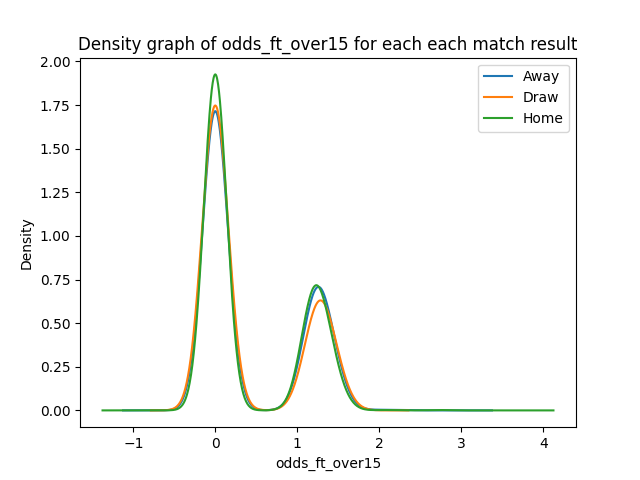 Density graph of odds_ft_over15 for each each match result
Away
Draw
Home
Density
2.00
1.75
1.50
1.25
1.00
0.75
0.50
0.25
0.00
−1
0
1
2
3
4
odds_ft_over15